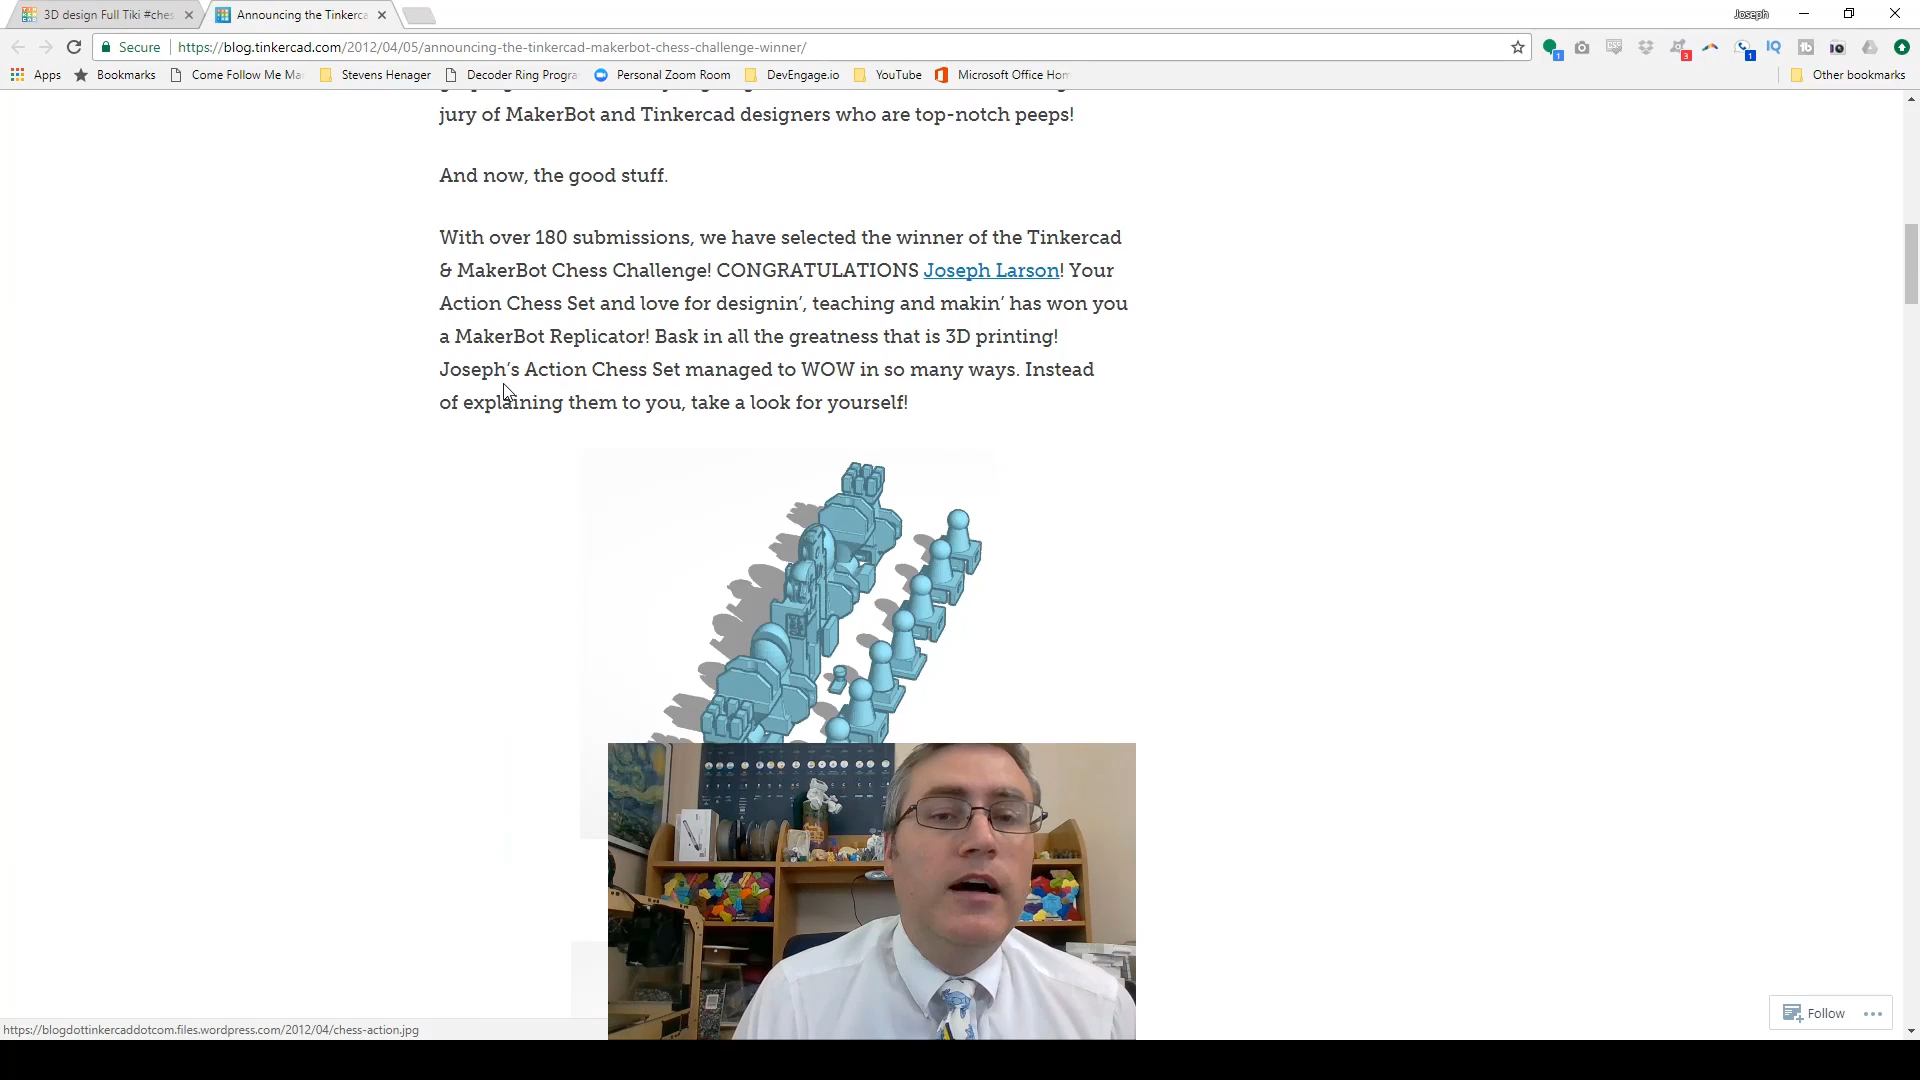 3D design Full Tiki #ches
Announcing the Tinkerca
Joseph
Secure
https://blog.tinkercad.com/2012/04/05/announcing-the-tinkercad-makerbot-chess-challenge-winner/
Apps
Bookmarks
Come Follow Me Ma
Stevens Henager
Decoder Ring Progra
Personal Zoom Room
DevEngage.io
YouTube
Microsoft Office Hom
Other bookmarks
jury of MakerBot and Tinkercad designers who are top-notch peeps!
And now, the good stuff.
With over 180 submissions, we have selected the winner of the Tinkercad
& MakerBot Chess Challenge! CONGRATULATIONS Joseph Larson! Your
Action Chess Set and love for designin’, teaching and makin’ has won you
a MakerBot Replicator! Bask in all the greatness that is 3D printing!
Joseph’s Action Chess Set managed to WOW in so many ways. Instead
of explaining them to you, take a look for yourself!
Follow
https://blogdottinkercaddotcom.files.wordpress.com/2012/04/chess-action.jpg